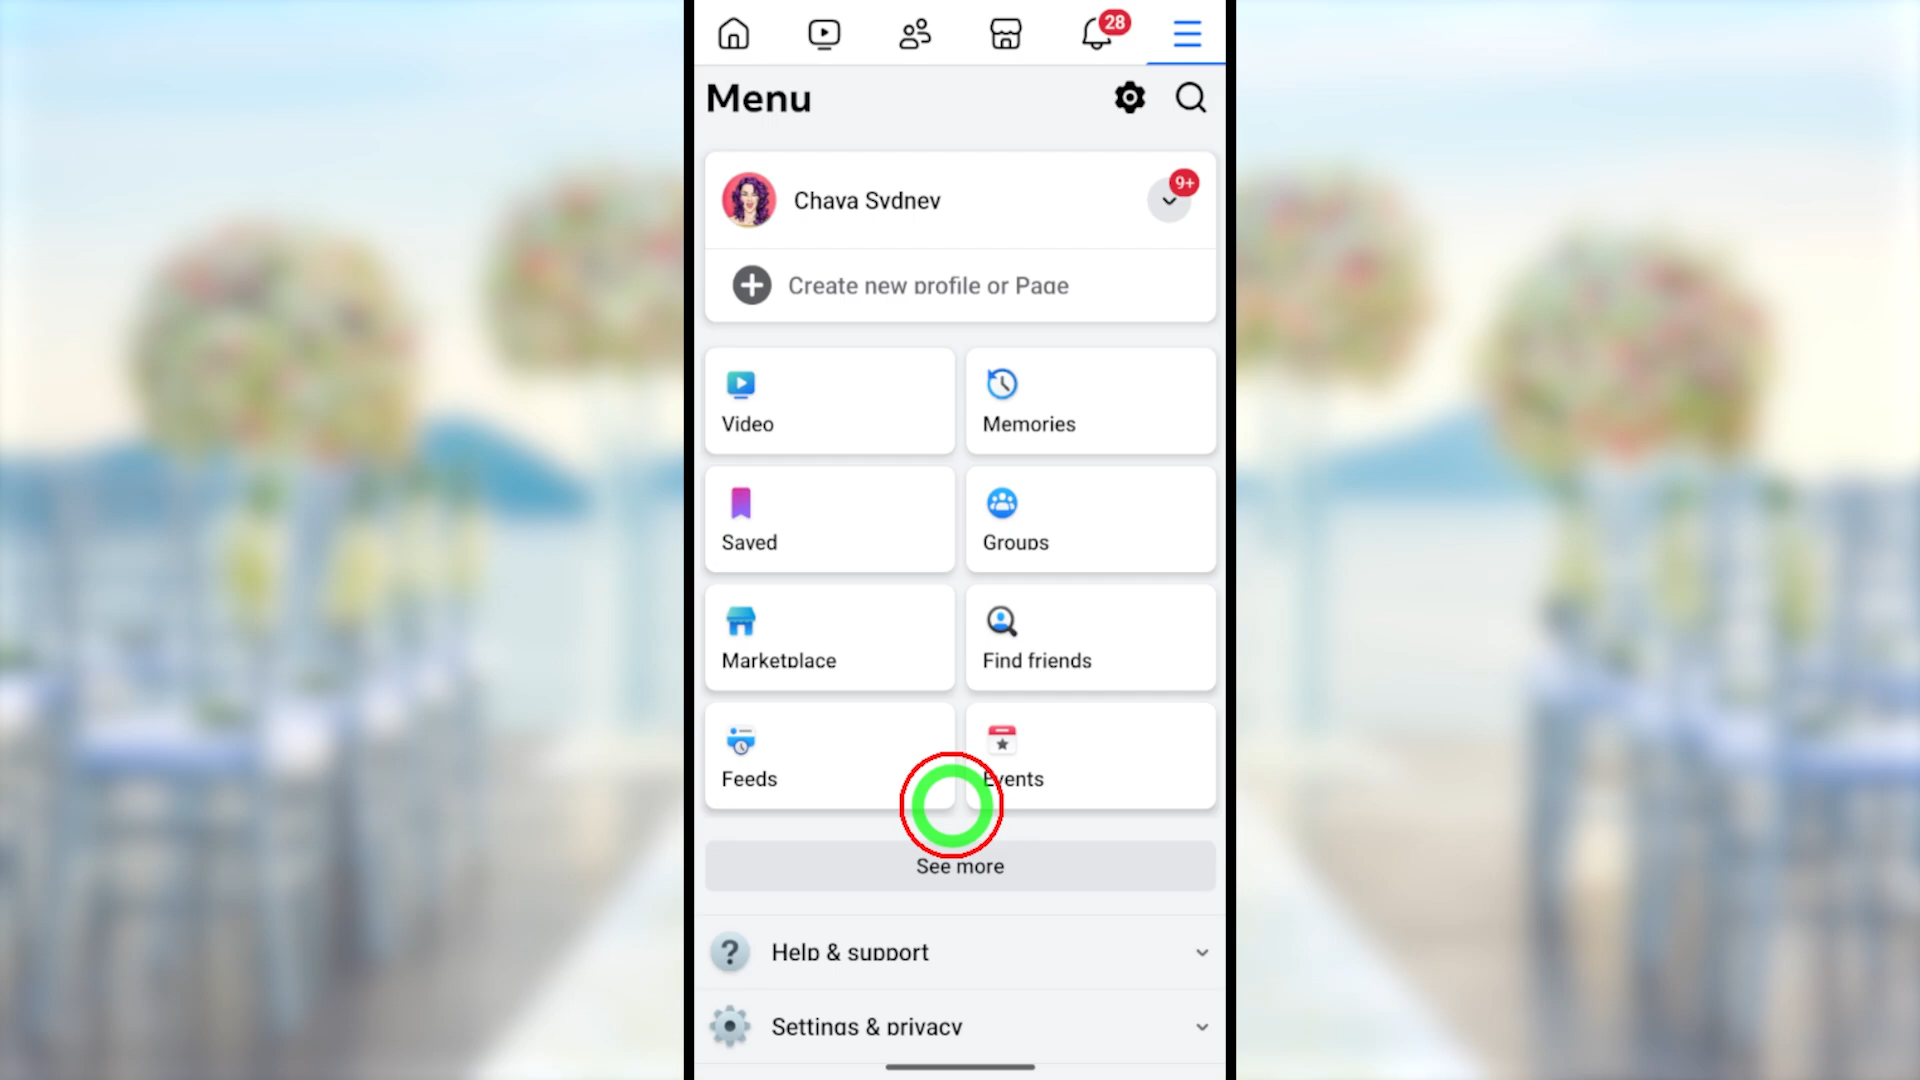 28
Menu
9+
Chava Sydney
Create new profile or Page
Video
Memories
Saved
Groups
Marketplace
Find friends
Feeds
Events
See more
Help & support
Settings & privacy